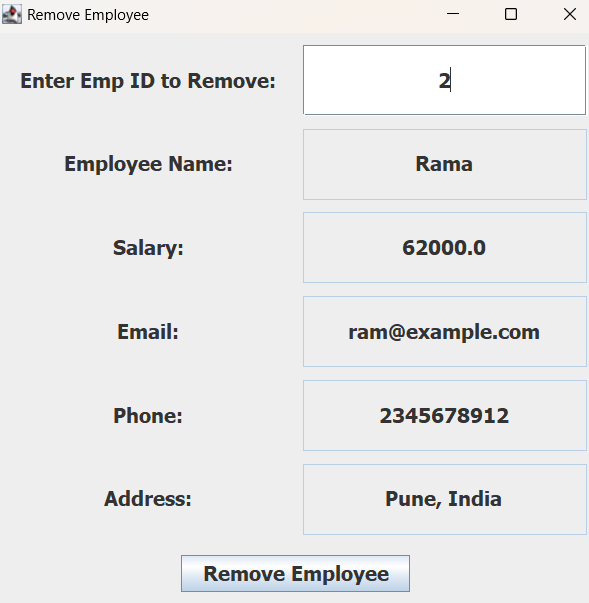 Remove Employee
Enter Emp ID to Remove: 2
Employee Name: Rama
Salary: 62000.0
Email: ram@example.com
Phone: 2345678912
Address: Pune, India
Remove Employee